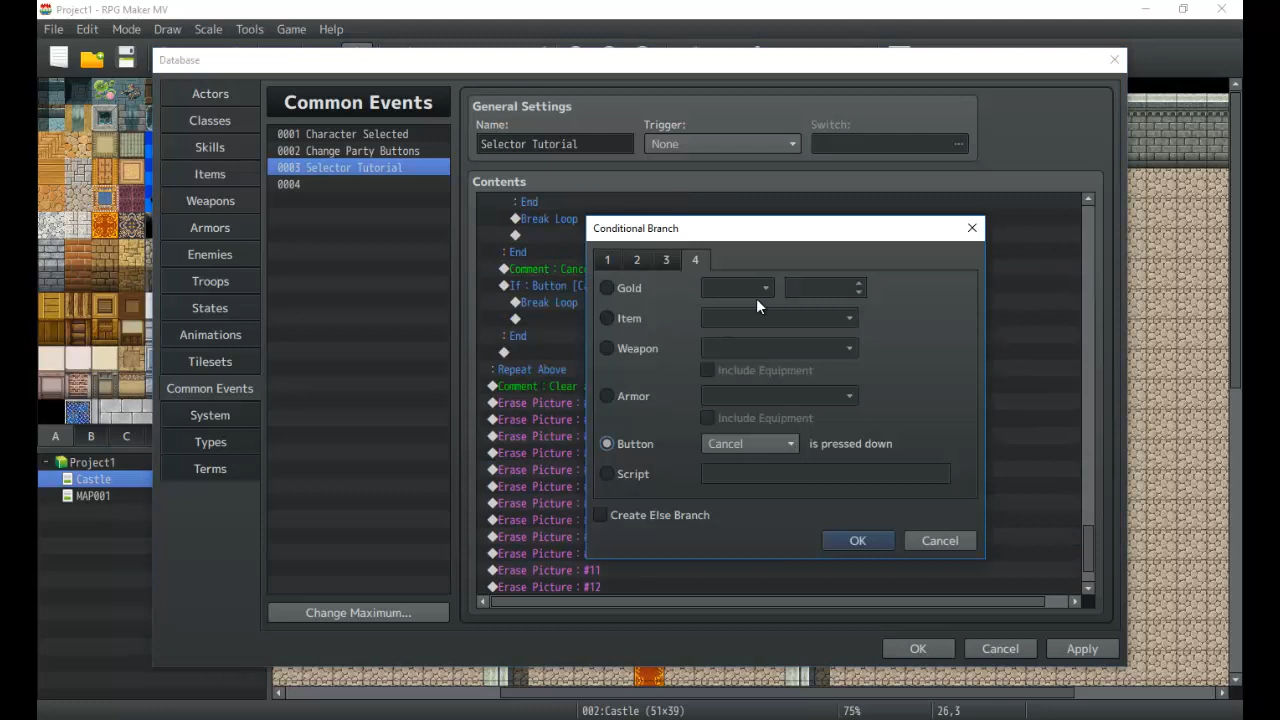 Project1 - RPG Maker MV
File Edit Mode Draw Scale Tools Game Help
Database
Actors
Classes
Skills
Items
Weapons
Armors
Enemies
Troops
States
Animations
Tilesets
Common Events
System
Types
Terms
A B C
Project1
Castle
MAP001
Common Events
0001 Character Selected
0002 Change Party Buttons
0003 Selector Tutorial
0004
Change Maximum...
General Settings
Name: Trigger: Switch:
Selector Tutorial None ...
Contents
: End
◆Break Loop
◆
: End
◆Comment : Canc
◆If : Button [Ca
◆Break Loop
◆
: End
◆
: Repeat Above
◆Comment : Clear
◆Erase Picture :
◆Erase Picture :
◆Erase Picture :
◆Erase Picture :
◆Erase Picture :
◆Erase Picture :
◆Erase Picture :
◆Erase Picture :
◆Erase Picture :
◆Erase Picture :
◆Erase Picture : #11
◆Erase Picture : #12
Conditional Branch
1 2 3 4
Gold
Item
Weapon
Include Equipment
Armor
Include Equipment
Button Cancel is pressed down
Script
Create Else Branch
OK Cancel
OK Cancel Apply
002:Castle (51x39) 75% 26,3